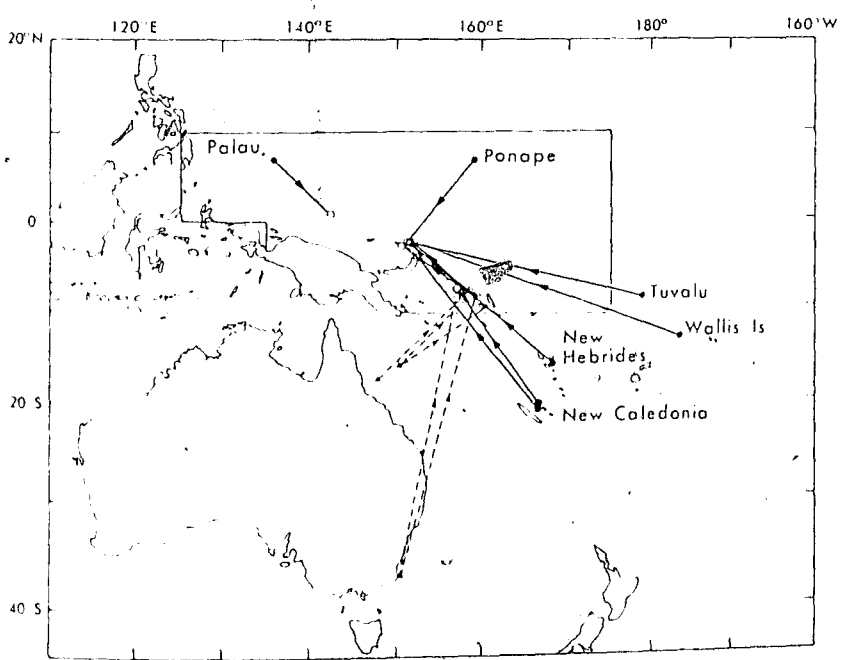 120°E 140°E 160°E 180° 160°W
20°N
Palau Ponape
0
Tuvalu
Wallis Is
New
Hebrides
20 S
New Caledonia
40 S